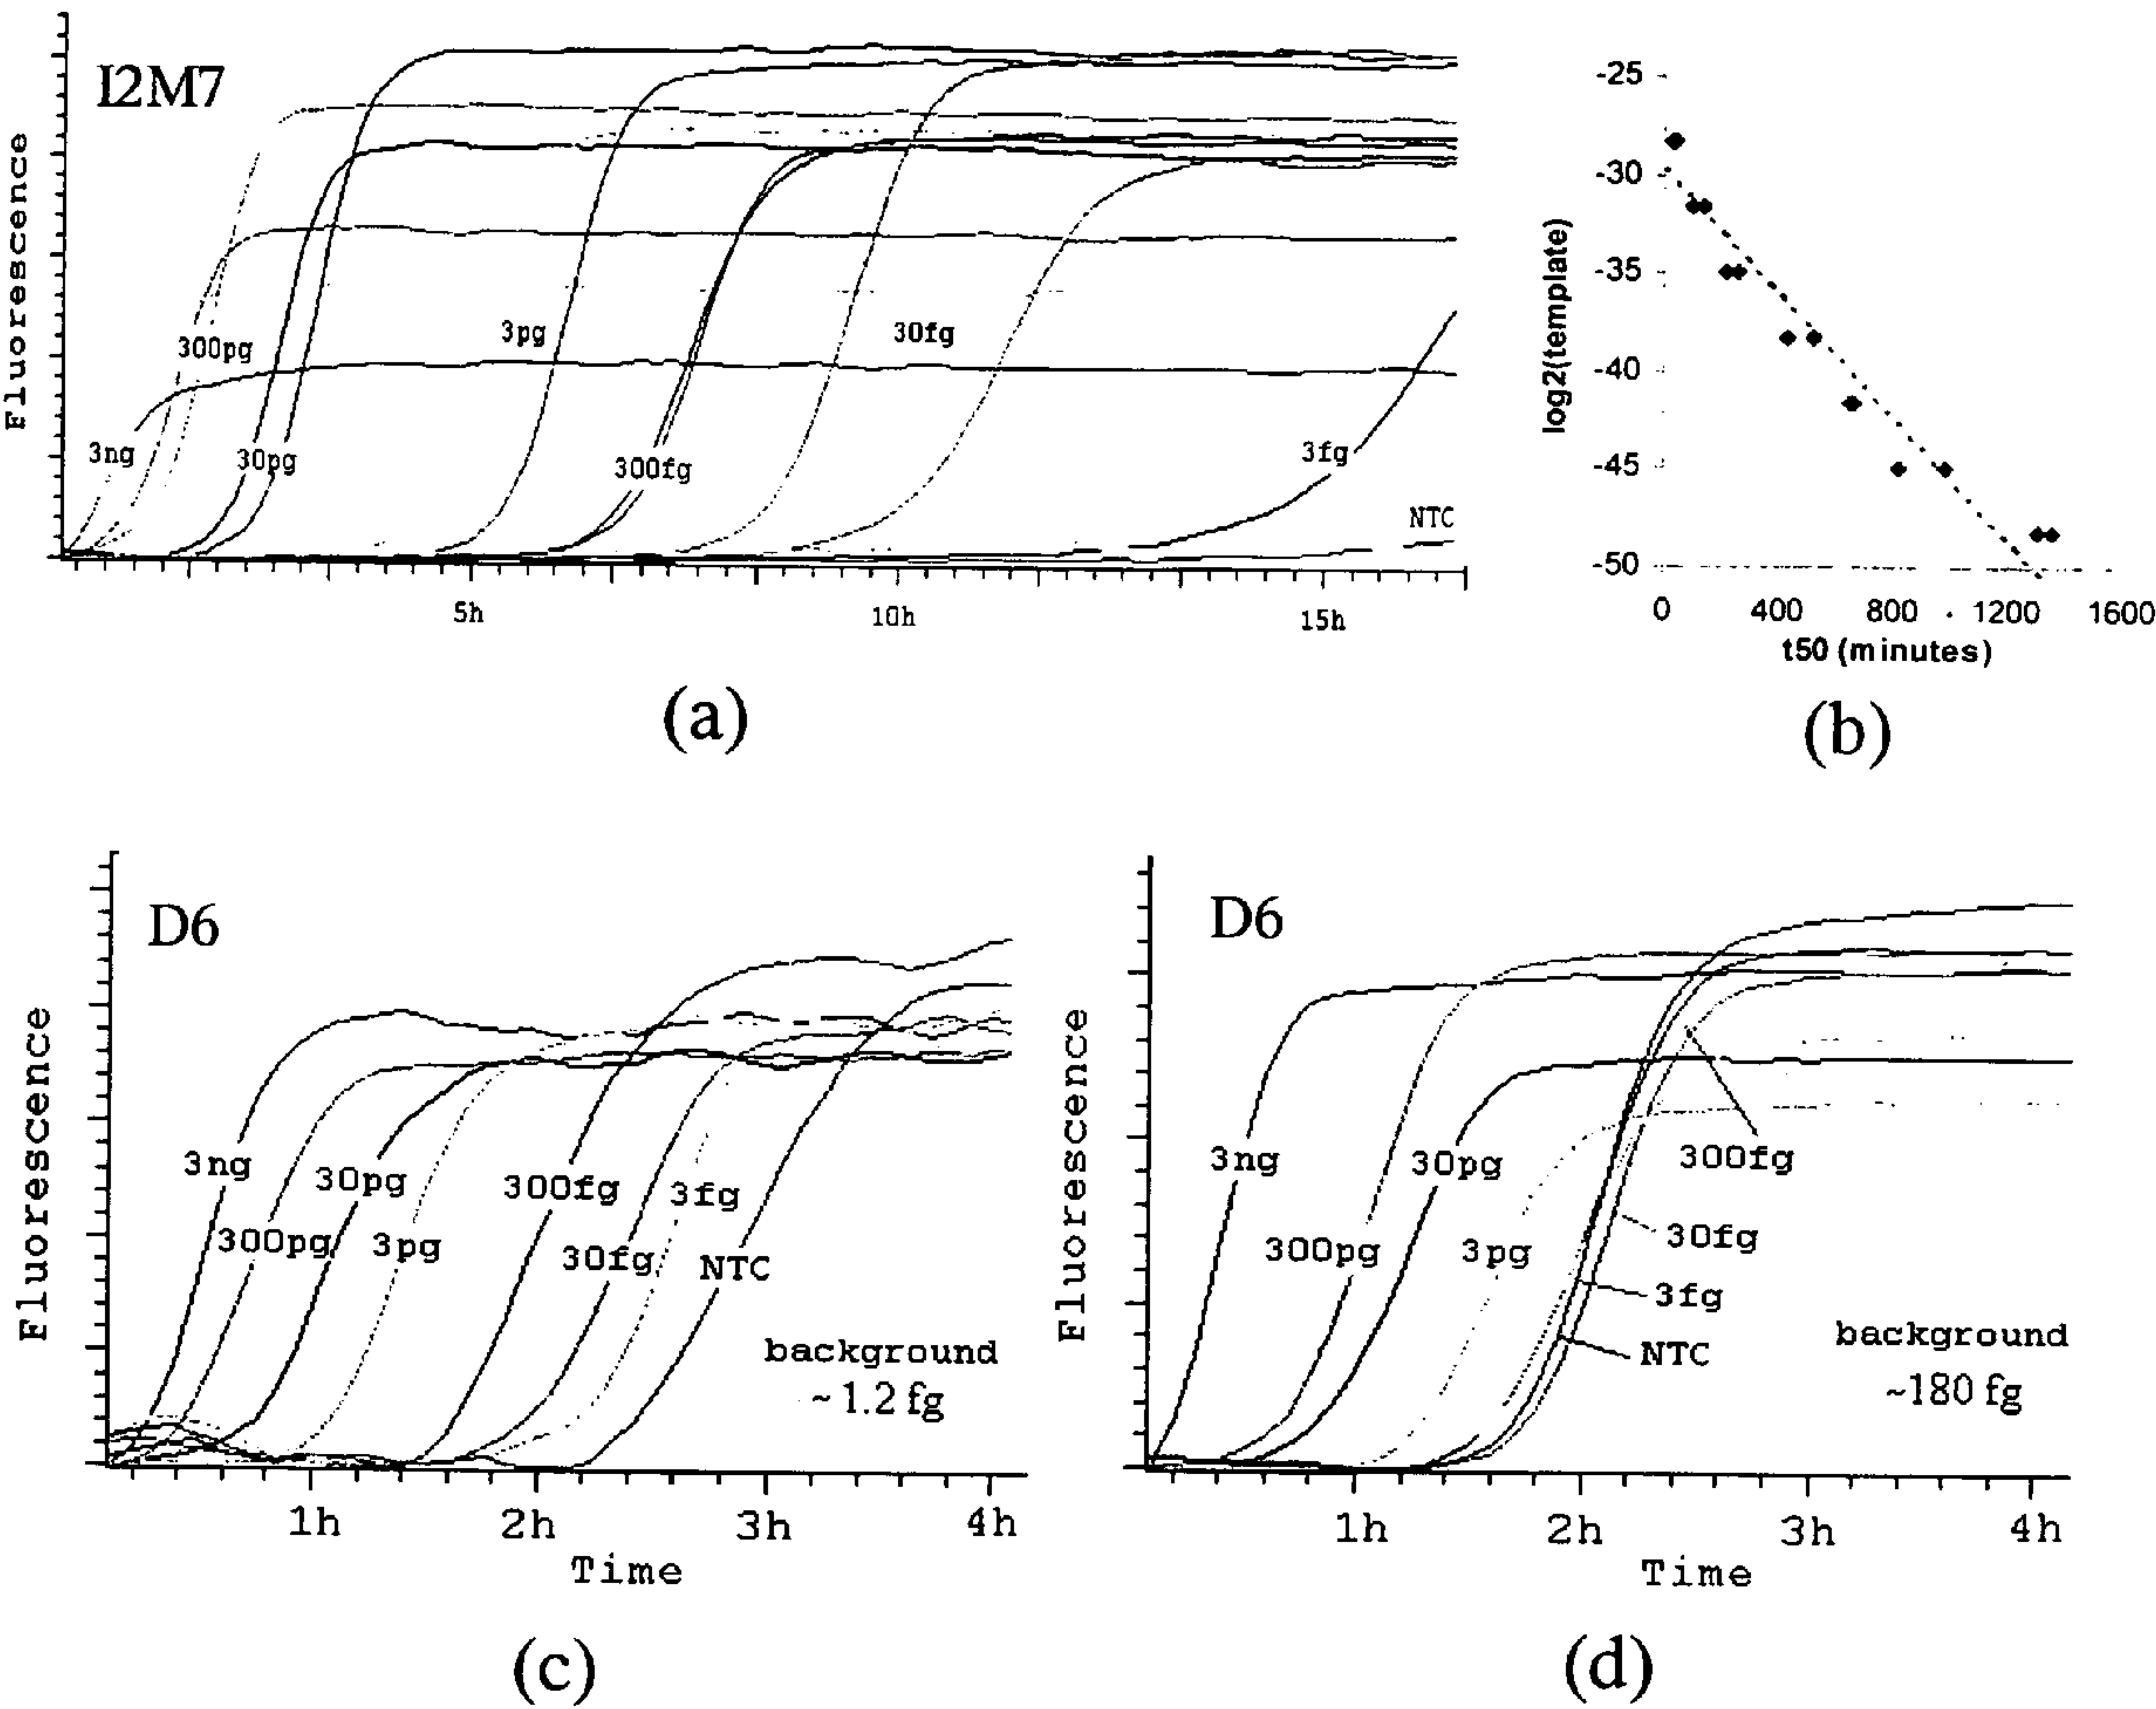 I2M7
Fluorescence
3ng
300pg
30pg
3pg
300fg
30fg
3fg
NTC
5h
10h
15h
(a)
-25
-30
-35
-40
-45
-50
log2(template)
0 400 800 1200 1600
t50 (minutes)
(b)
D6
Fluorescence
3ng
300pg
30pg
3pg
300fg
30fg
3fg
NTC
background
~1.2 fg
1h 2h 3h 4h
Time
(c)
D6
Fluorescence
3ng
300pg
30pg
3pg
300fg
30fg
3fg
NTC
background
~180 fg
1h 2h 3h 4h
Time
(d)